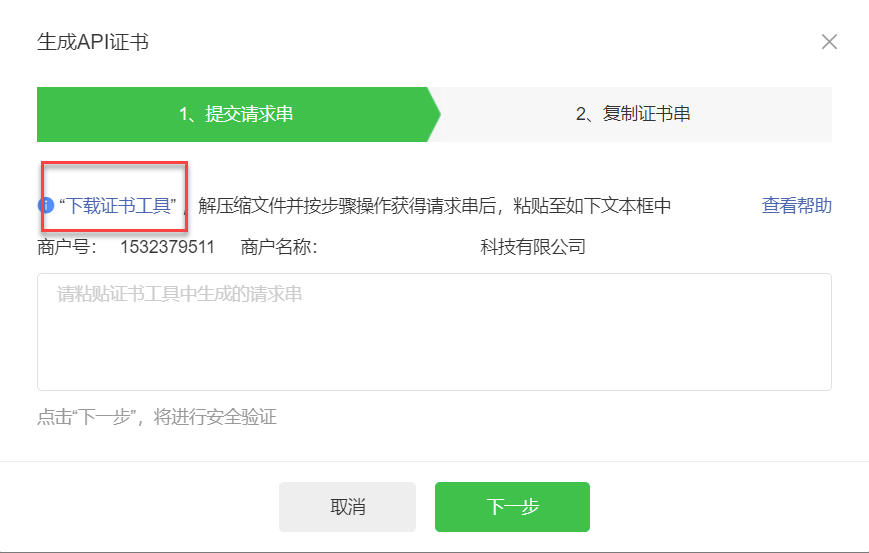 生成API证书
1、提交请求串
2、复制证书串
“下载证书工具”，解压缩文件并按步骤操作获得请求串后，粘贴至如下文本框中 查看帮助
商户号： 1532379511 商户名称： 科技有限公司
请粘贴证书工具中生成的请求串
点击“下一步”，将进行安全验证
取消
下一步